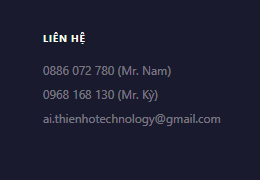 LIÊN HỆ
0886 072 780 (Mr. Nam)
0968 168 130 (Mr. Kỳ)
ai.thienhotechnology@gmail.com